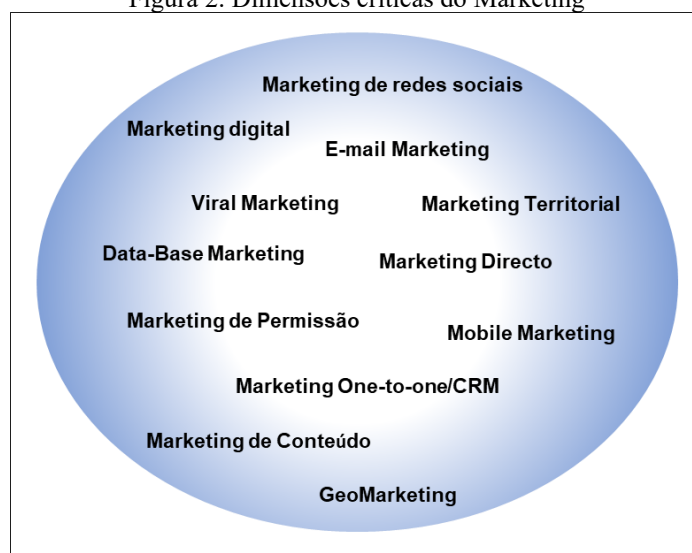 Figura 2: Dimensões críticas do Marketing
Marketing de redes sociais
Marketing digital
E-mail Marketing
Viral Marketing
Marketing Territorial
Data-Base Marketing
Marketing Directo
Marketing de Permissão
Mobile Marketing
Marketing One-to-one/CRM
Marketing de Conteúdo
GeoMarketing